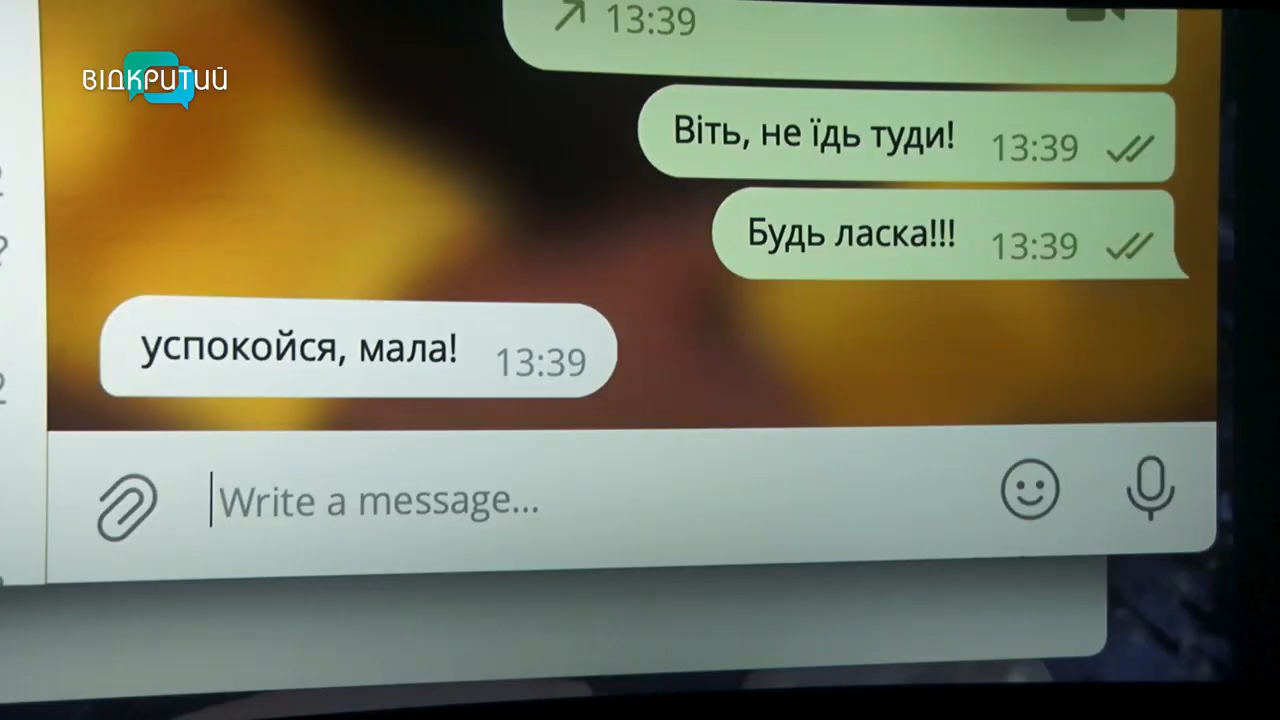 ВІДКРИТИЙ
13:39
Віть, не їдь туди! 13:39
Будь ласка!!! 13:39
успокойся, мала! 13:39
Write a message...